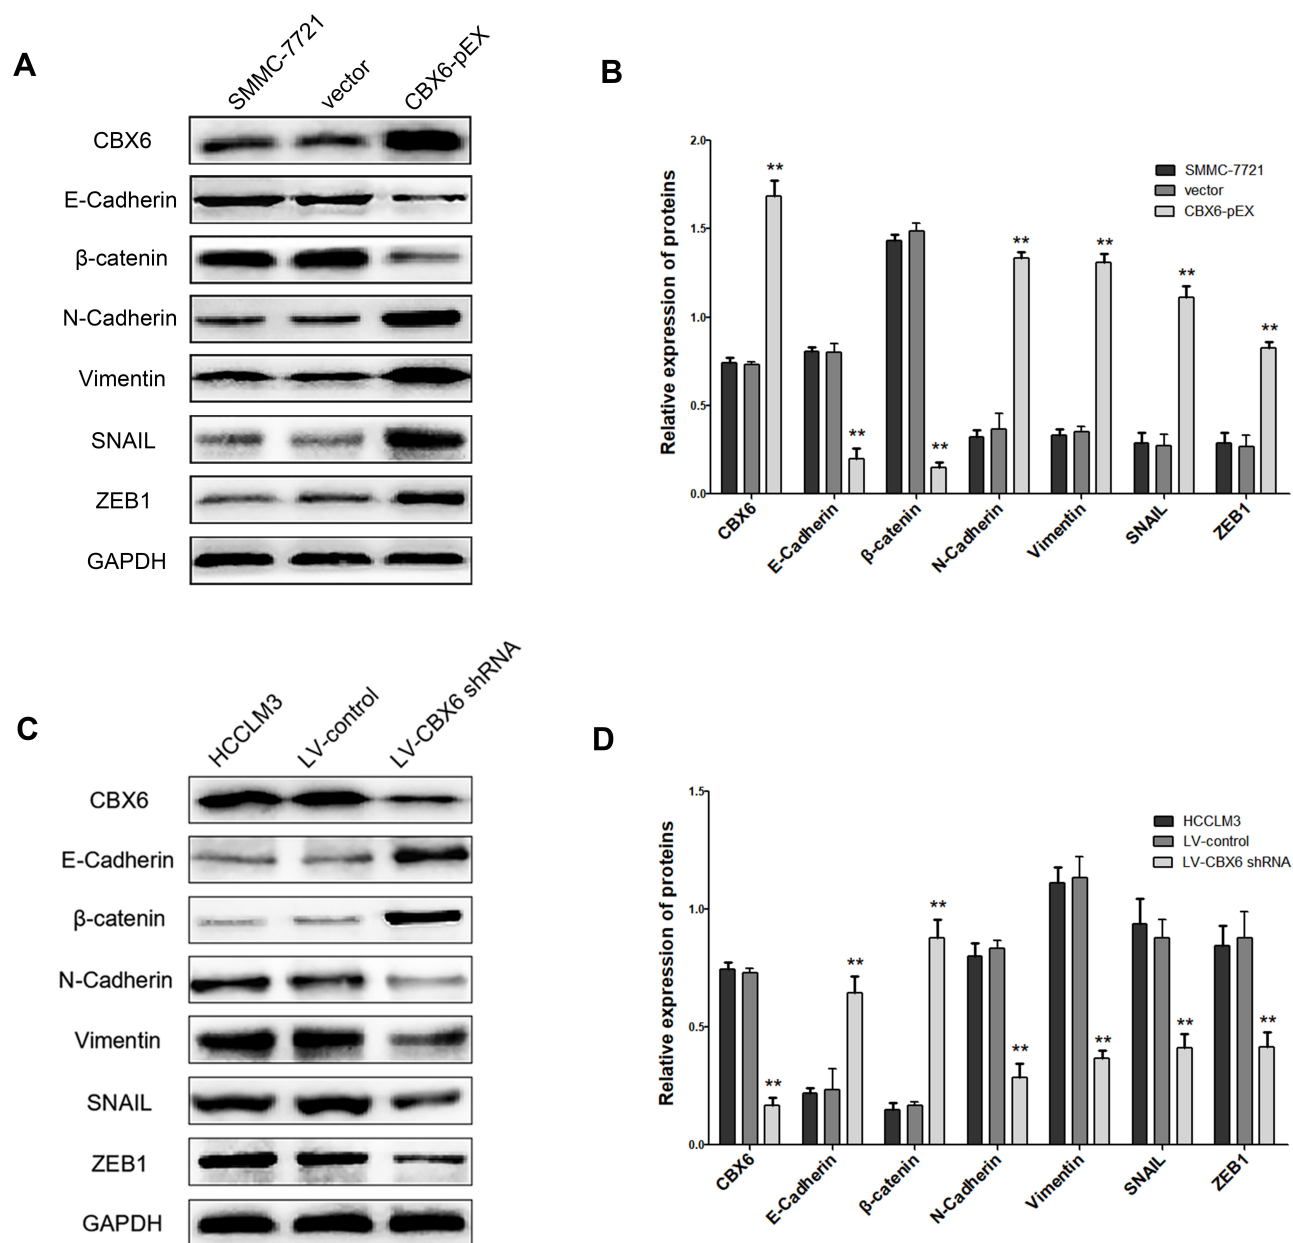 A
SMMC-7721
vector
CBX6-pEX
CBX6
E-Cadherin
β-catenin
N-Cadherin
Vimentin
SNAIL
ZEB1
GAPDH
B
Relative expression of proteins
2.0
1.5
1.0
0.5
0.0
**
**
**
**
**
**
**
SMMC-7721
vector
CBX6-pEX
CBX6
E-Cadherin
β-catenin
N-Cadherin
Vimentin
SNAIL
ZEB1
C
HCCLM3
LV-control
LV-CBX6 shRNA
CBX6
E-Cadherin
β-catenin
N-Cadherin
Vimentin
SNAIL
ZEB1
GAPDH
D
Relative expression of proteins
1.5
1.0
0.5
0.0
**
**
**
**
**
**
**
HCCLM3
LV-control
LV-CBX6 shRNA
CBX6
E-Cadherin
β-catenin
N-Cadherin
Vimentin
SNAIL
ZEB1